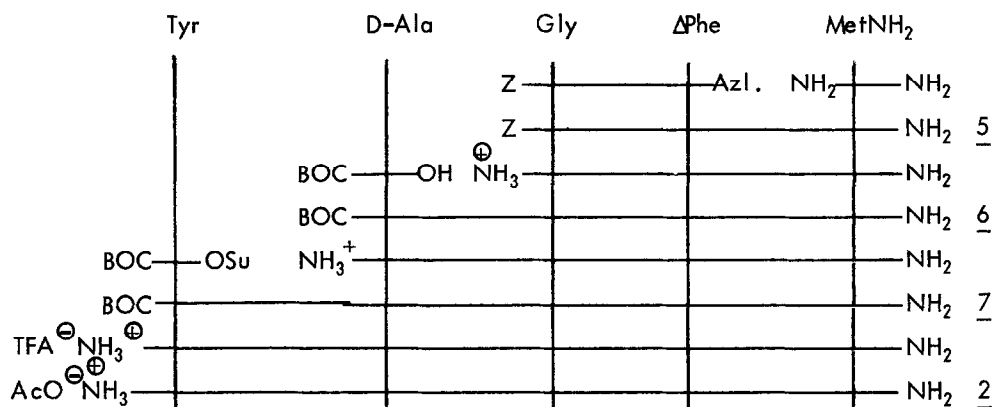 Tyr D-Ala Gly ΔPhe MetNH₂
Z Azl. NH₂ NH₂
Z NH₂ 5
BOC OH ⊕NH₃ NH₂
BOC NH₂ 6
BOC OSu NH₃⁺ NH₂
BOC NH₂ 7
TFA⊖ NH₃⊕ NH₂
AcO⊖ ⊕NH₃ NH₂ 2